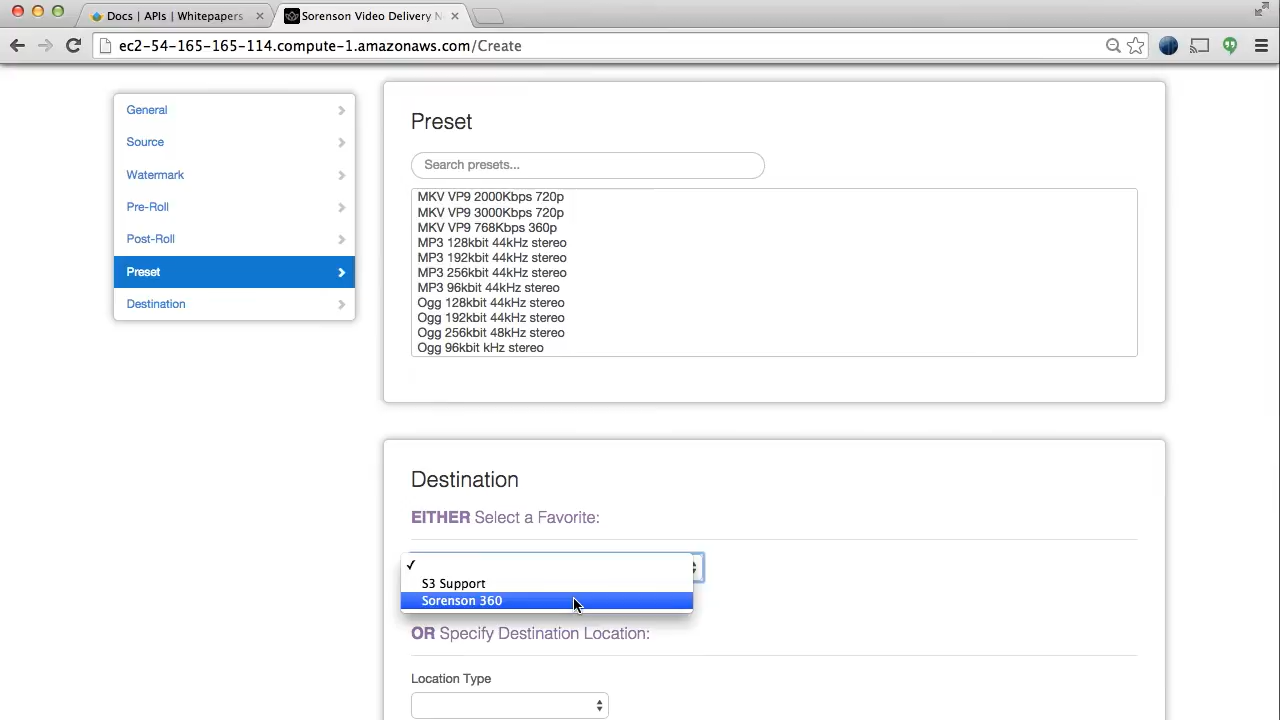 Docs | APIs | Whitepapers
Sorenson Video Delivery N
ec2-54-165-165-114.compute-1.amazonaws.com/Create
General
Source
Watermark
Pre-Roll
Post-Roll
Preset
Destination
Preset
Search presets...
MKV VP9 2000Kbps 720p
MKV VP9 3000Kbps 720p
MKV VP9 768Kbps 360p
MP3 128kbit 44kHz stereo
MP3 192kbit 44kHz stereo
MP3 256kbit 44kHz stereo
MP3 96kbit 44kHz stereo
Ogg 128kbit 44kHz stereo
Ogg 192kbit 44kHz stereo
Ogg 256kbit 48kHz stereo
Ogg 96kbit kHz stereo
Destination
EITHER Select a Favorite:
S3 Support
Sorenson 360
OR Specify Destination Location:
Location Type